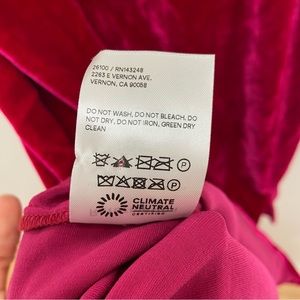 26100 / RN143248
2263 E VERNON AVE.
VERNON, CA 90058
DO NOT WASH, DO NOT BLEACH, DO
NOT DRY, DO NOT IRON, GREEN DRY
CLEAN
P
P
CLIMATE
NEUTRAL
CERTIFIED